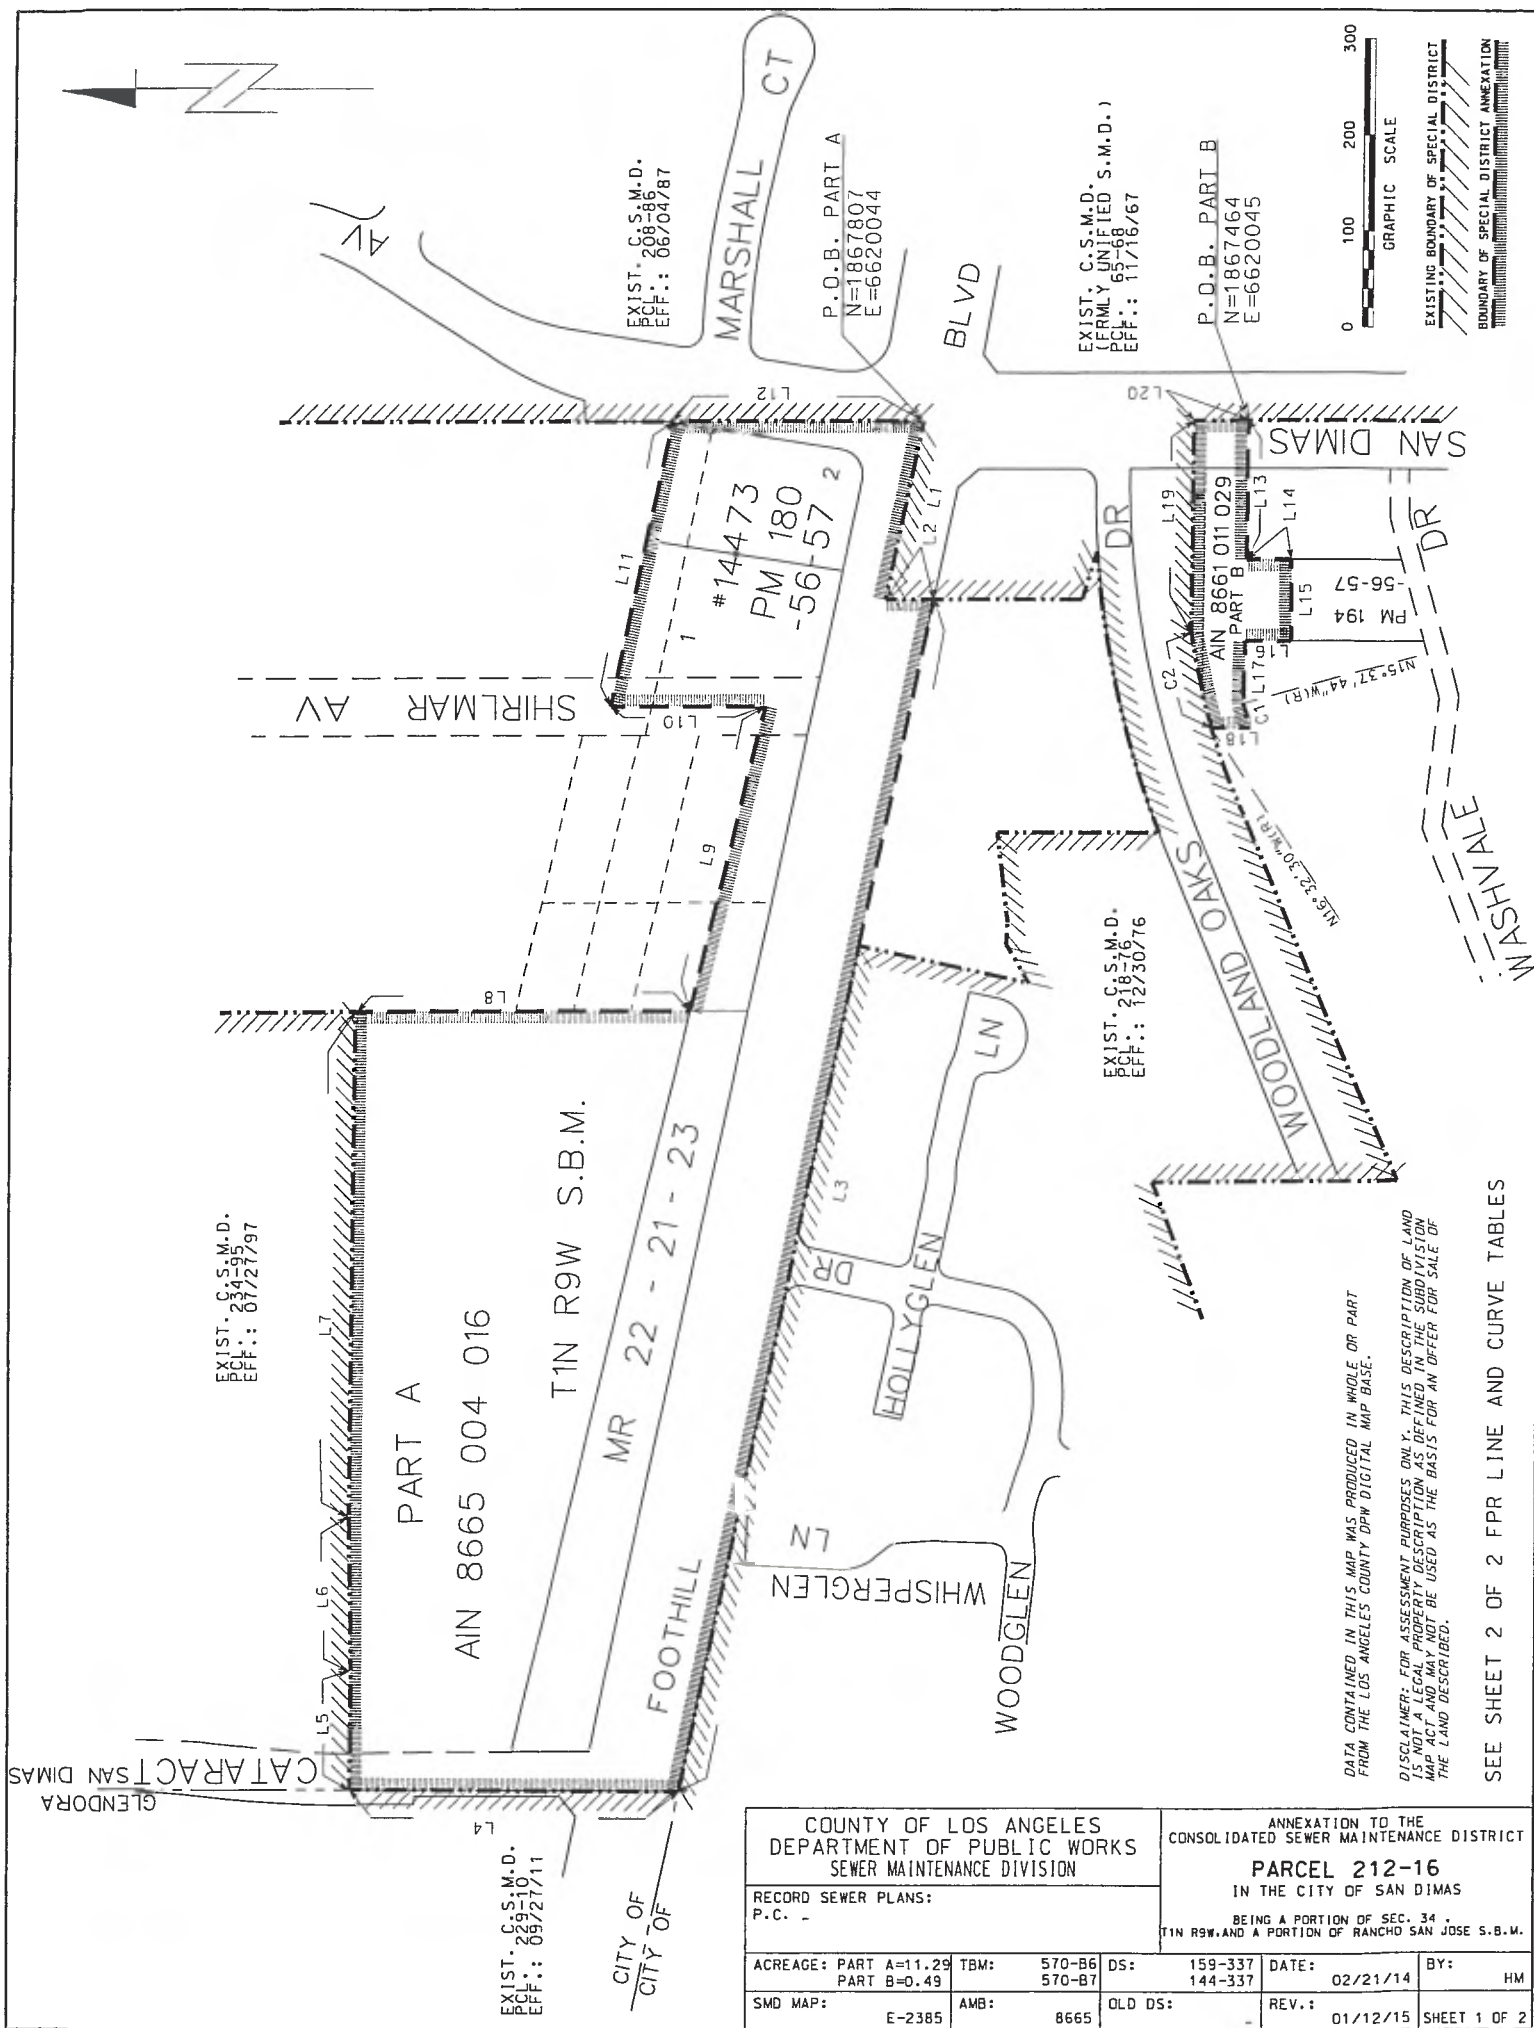 AV
MARSHALL CT
EXIST. C.S.M.D.
PCL: 208-86
EFF.: 06/04/87
P.O.B. PART A
N=1867807
E=6620044
BLVD
EXIST. C.S.M.D.
(FRMLY UNIFIED S.M.D.)
PCL: 65-68
EFF.: 11/16/67
P.O.B. PART B
N=1867464
E=6620045
0 100 200 300
GRAPHIC SCALE
EXISTING BOUNDARY OF SPECIAL DISTRICT
BOUNDARY OF SPECIAL DISTRICT ANNEXATION
L12
L20
SAN DIMAS
L11
1
#14473
PM 180
-56-57
2
L1
L2
DR
L19
AIN 8661 011 029
PART B
L13
L14
L15
L16
L17
C1
L18
C2
PM 194
-56-57
DR
N15°37'44"W(R)
SHIRLMAR AV
L10
L9
L8
WOODLAND OAKS
N16°32'30"W(R)
WASHVALE
EXIST. C.S.M.D.
PCL: 218-76
EFF.: 12/30/76
LN
L3
HOLLYGLEN
DR
EXIST. C.S.M.D.
PCL: 234-95
EFF.: 07/27/97
L7
L6
L5
PART A
AIN 8665 004 016
T1N R9W S.B.M.
MR 22 - 21 - 23
FOOTHILL
WHISPERGLEN LN
WOODGLEN
GLENDORA
SAN DIMAS
CATARACT
L4
EXIST. C.S.M.D.
PCL: 229-10
EFF.: 09/27/11
CITY OF
CITY OF
DATA CONTAINED IN THIS MAP WAS PRODUCED IN WHOLE OR PART
FROM THE LOS ANGELES COUNTY DPW DIGITAL MAP BASE.
DISCLAIMER: FOR ASSESSMENT PURPOSES ONLY. THIS DESCRIPTION OF LAND
IS NOT A LEGAL PROPERTY DESCRIPTION AS DEFINED IN THE SUBDIVISION
MAP ACT AND MAY NOT BE USED AS THE BASIS FOR AN OFFER FOR SALE OF
THE LAND DESCRIBED.
SEE SHEET 2 OF 2 FPR LINE AND CURVE TABLES
COUNTY OF LOS ANGELES
DEPARTMENT OF PUBLIC WORKS
SEWER MAINTENANCE DIVISION
RECORD SEWER PLANS:
P.C. -
ANNEXATION TO THE
CONSOLIDATED SEWER MAINTENANCE DISTRICT
PARCEL 212-16
IN THE CITY OF SAN DIMAS
BEING A PORTION OF SEC. 34 .
T1N R9W.AND A PORTION OF RANCHO SAN JOSE S.B.M.
ACREAGE: PART A=11.29
PART B=0.49
TBM: 570-B6
570-B7
DS: 159-337
144-337
DATE: 02/21/14
BY: HM
SMD MAP: E-2385
AMB: 8665
OLD DS: -
REV.: 01/12/15
SHEET 1 OF 2